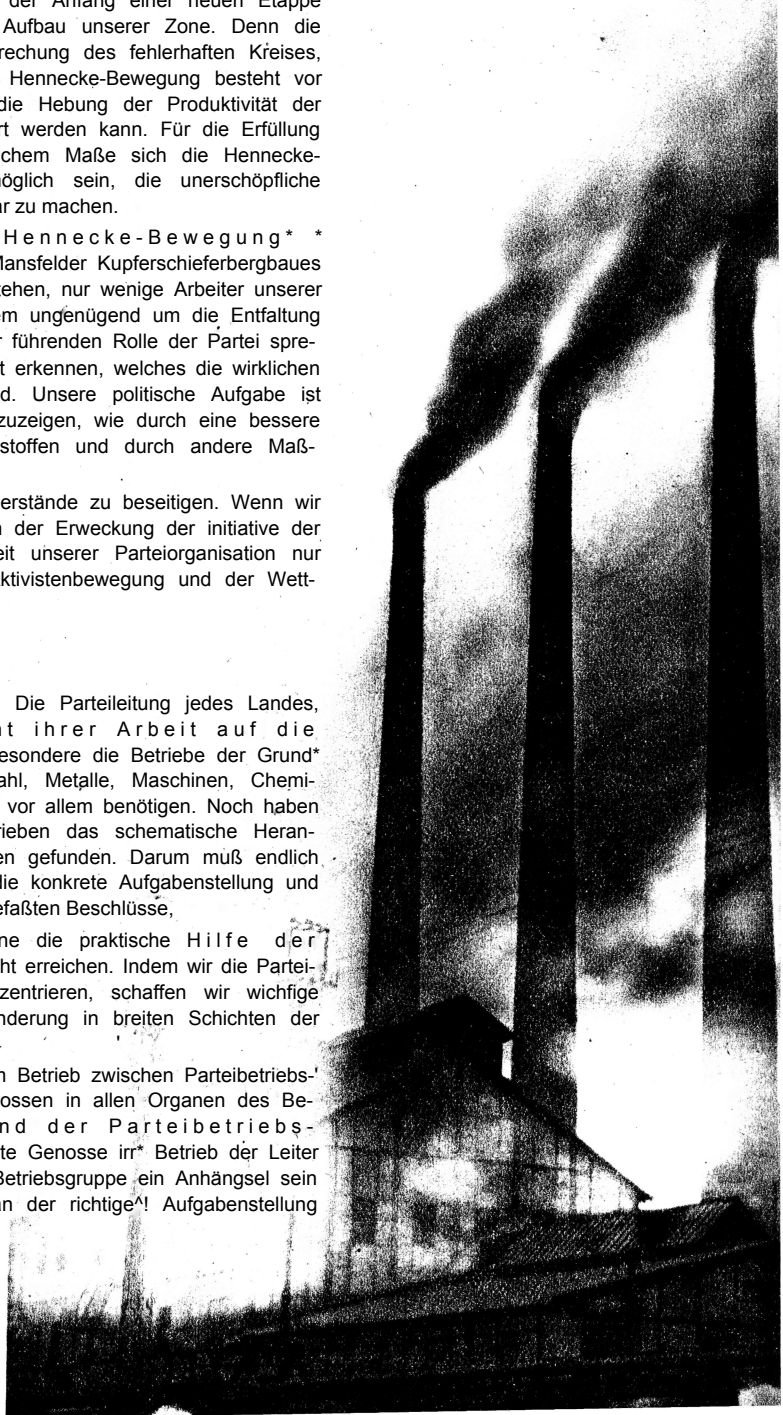 der Anfang einer neuen Etappe
Aufbau unserer Zone. Denn die
rechung des fehlerhaften Kreises,
Hennecke-Bewegung besteht vor
die Hebung der Produktivität der
rt werden kann. Für die Erfüllung
chem Maße sich die Hennecke-
öglich sein, die unerschöpfliche
ar zu machen.
Hennecke-Bewegung* *
Mansfelder Kupferschieferbergbaues
tehen, nur wenige Arbeiter unserer
em ungenügend um die Entfaltung
r führenden Rolle der Partei spre-
t erkennen, welches die wirklichen
d. Unsere politische Aufgabe ist
zuzeigen, wie durch eine bessere
stoffen und durch andere Maß-
erstände zu beseitigen. Wenn wir
n der Erweckung der initiative der
eit unserer Parteiorganisation nur
ktivistenbewegung und der Wett-
Die Parteileitung jedes Landes,
nt ihrer Arbeit auf die
esondere die Betriebe der Grund*
ahl, Metalle, Maschinen, Chemi-
vor allem benötigen. Noch haben
rieben das schematische Heran-
en gefunden. Darum muß endlich
die konkrete Aufgabenstellung und
efaßten Beschlüsse,
ne die praktische Hilfe der
ht erreichen. Indem wir die Partei-
zentrieren, schaffen wir wichfige
nderung in breiten Schichten der
n Betrieb zwischen Parteibetriebs-'
ossen in allen Organen des Be-
nd der Parteibetriebs-
te Genosse irr* Betrieb der Leiter
Betriebsgruppe ein Anhängsel sein
an der richtige^! Aufgabenstellung